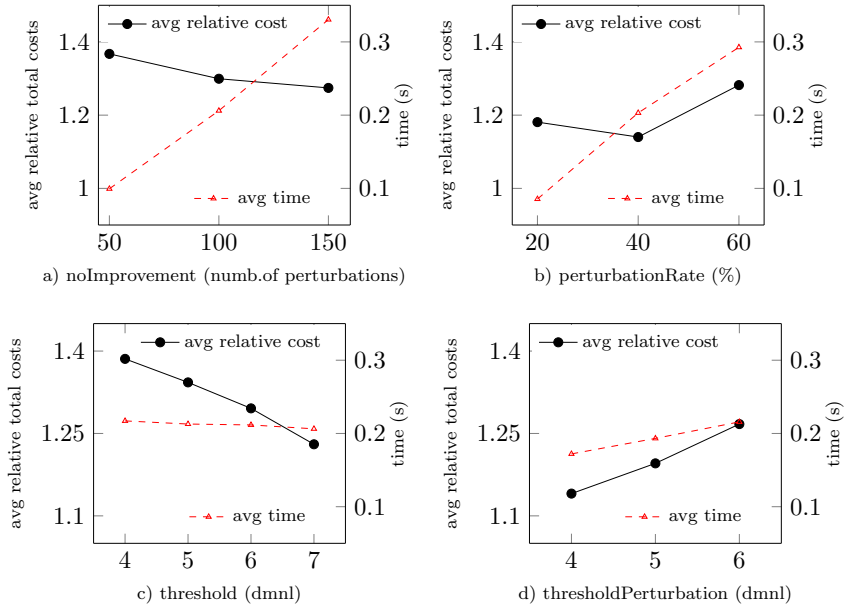 avg relative cost
avg time
avg relative total costs
1.4
1.2
1
0.3
0.2
0.1
time (s)
50 100 150
a) noImprovement (numb.of perturbations)
avg relative cost
avg time
avg relative total costs
1.4
1.2
1
0.3
0.2
0.1
time (s)
20 40 60
b) perturbationRate (%)
avg relative cost
avg time
avg relative total costs
1.4
1.25
1.1
0.3
0.2
0.1
time (s)
4 5 6 7
c) threshold (dmnl)
avg relative cost
avg time
avg relative total costs
1.4
1.25
1.1
0.3
0.2
0.1
time (s)
4 5 6
d) thresholdPerturbation (dmnl)